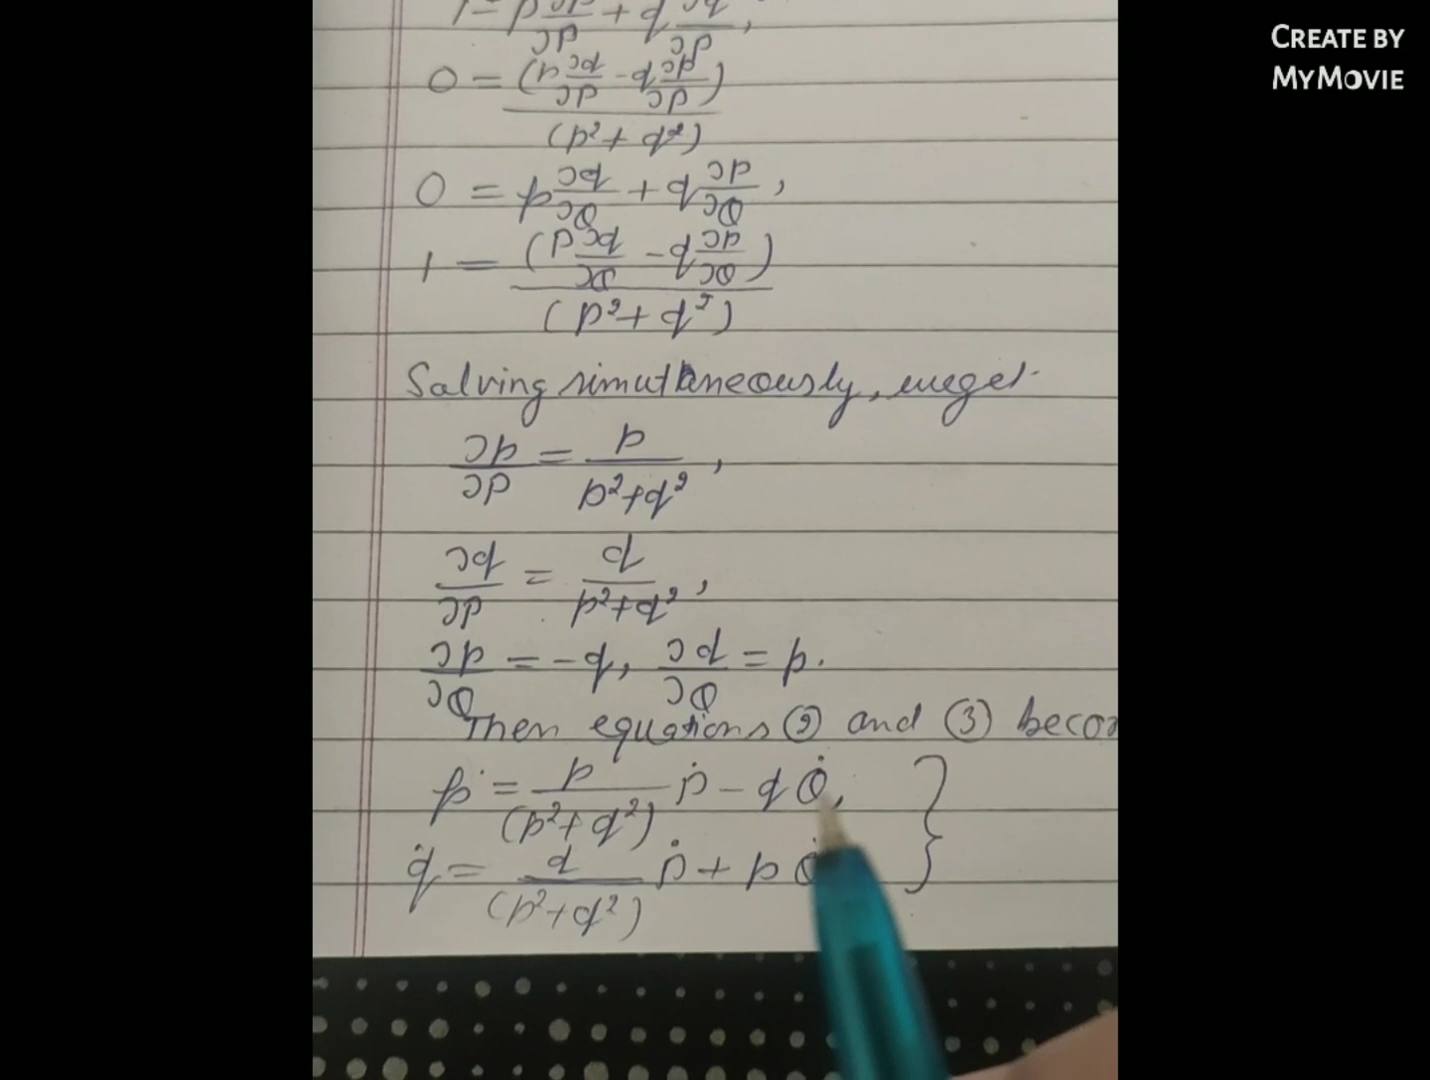 CREATE BY
MYMOVIE
1 = p ∂p/∂P + q ∂q/∂P,
0 = (p ∂q/∂P - q ∂p/∂P) / (p²+q²)
0 = p ∂p/∂Q + q ∂q/∂Q,
1 = (p ∂q/∂Q - q ∂p/∂Q) / (p²+q²)
Solving simultaneously, we get
∂p/∂P = p/(p²+q²),
∂q/∂P = q/(p²+q²),
∂p/∂Q = -q, ∂q/∂Q = p.
Then equations ② and ③ becom
ṗ = p/(p²+q²) Ṗ - q Q̇,
q̇ = q/(p²+q²) Ṗ + p Q̇